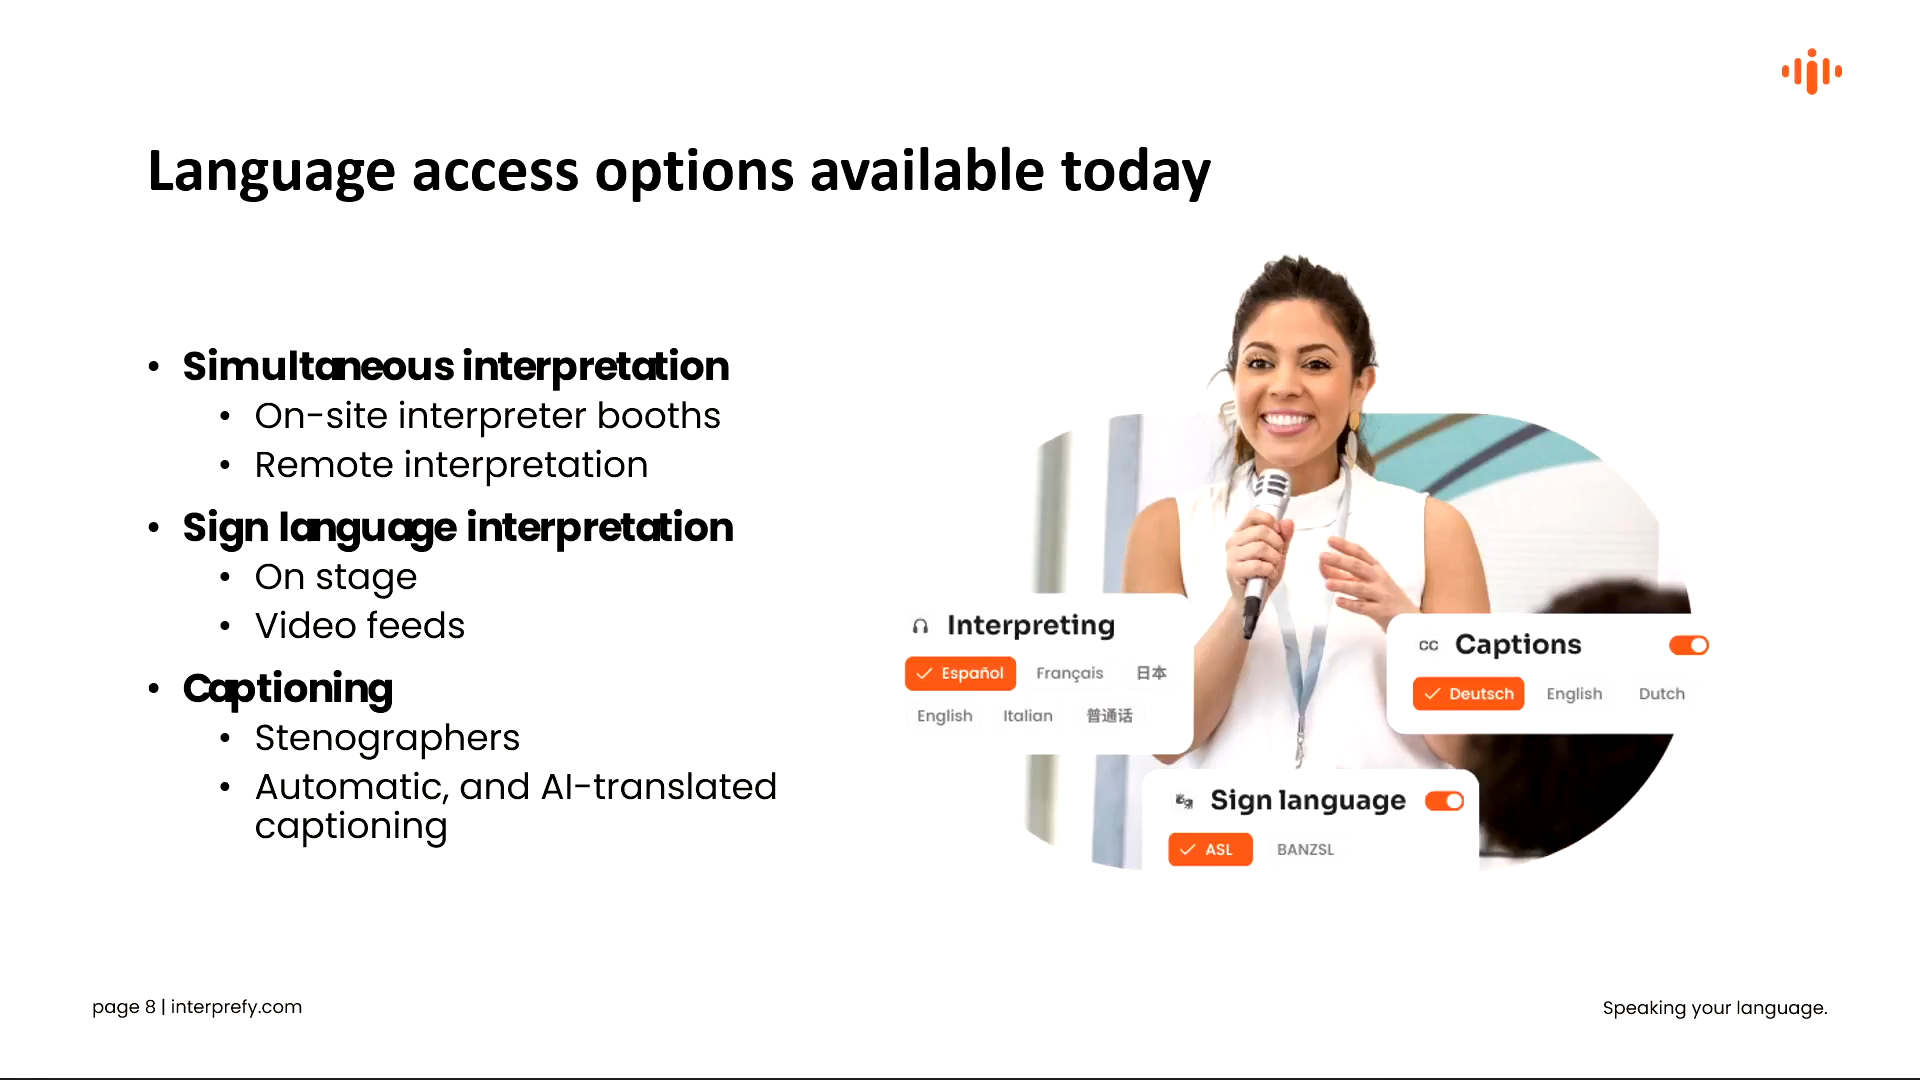 Language access options available today
• Simultaneous interpretation
• On-site interpreter booths
• Remote interpretation
• Sign language interpretation
• On stage
• Video feeds
• Captioning
• Stenographers
• Automatic, and AI-translated
captioning
Interpreting
Español Français 日本
English Italian 普通话
CC Captions
Deutsch English Dutch
Sign language
ASL BANZSL
page 8 | interprefy.com
Speaking your language.